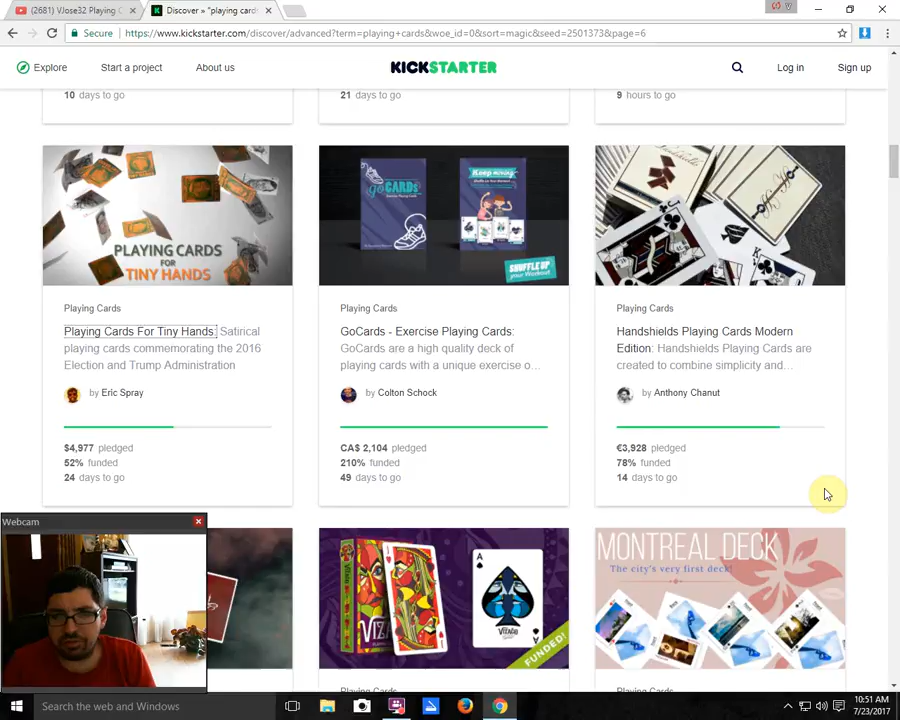 (2681) VJose32 Playing C
Discover » "playing cards
Secure
https://www.kickstarter.com/discover/advanced?term=playing+cards&woe_id=0&sort=magic&seed=2501373&page=6
Explore
Start a project
About us
KICKSTARTER
Log in
Sign up
10 days to go
21 days to go
9 hours to go
PLAYING CARDS
FOR
TINY HANDS
goCARDs
Keep moving
SHUFFLE UP
your Workout
Playing Cards
Playing Cards For Tiny Hands: Satirical
playing cards commemorating the 2016
Election and Trump Administration
by Eric Spray
$4,977 pledged
52% funded
24 days to go
Playing Cards
GoCards - Exercise Playing Cards:
GoCards are a high quality deck of
playing cards with a unique exercise o...
by Colton Schock
CA$ 2,104 pledged
210% funded
49 days to go
Playing Cards
Handshields Playing Cards Modern
Edition: Handshields Playing Cards are
created to combine simplicity and...
by Anthony Chanut
€3,928 pledged
78% funded
14 days to go
Webcam
VIZAGO
A
Vizago
FUNDED!
MONTREAL DECK
The city's very first deck!
Playing Cards
Playing Cards
Search the web and Windows
10:51 AM
7/23/2017